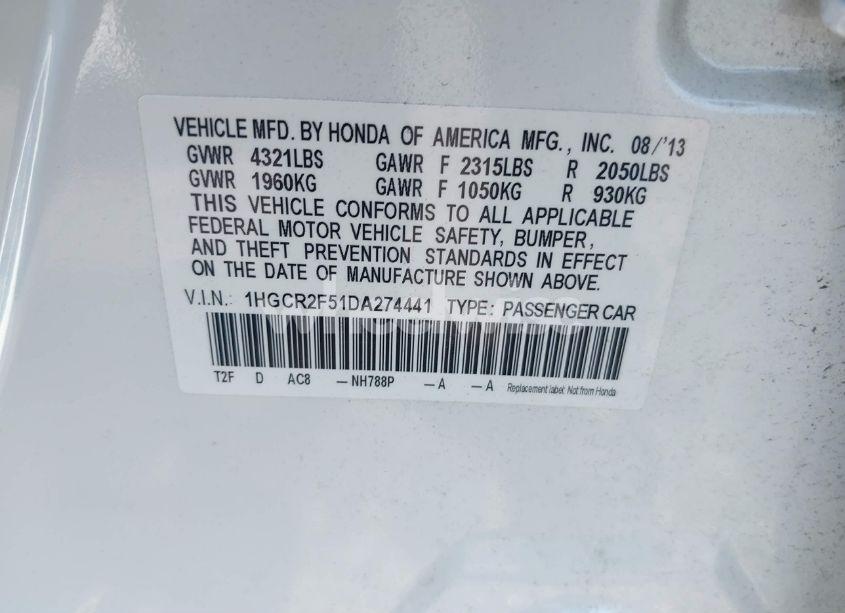 VEHICLE MFD. BY HONDA OF AMERICA MFG., INC. 08/'13
GVWR 4321LBS GAWR F 2315LBS R 2050LBS
GVWR 1960KG GAWR F 1050KG R 930KG
THIS VEHICLE CONFORMS TO ALL APPLICABLE
FEDERAL MOTOR VEHICLE SAFETY, BUMPER,
AND THEFT PREVENTION STANDARDS IN EFFECT
ON THE DATE OF MANUFACTURE SHOWN ABOVE.
V.I.N.: 1HGCR2F51DA274441 TYPE: PASSENGER CAR
T2F D AC8 –NH788P –A –A Replacement label: Not from Honda